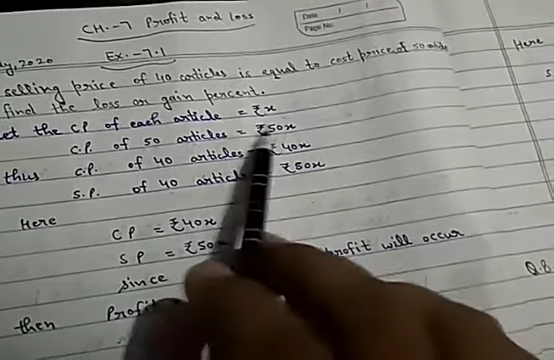 CH.-7 Profit and loss
Date / /
Page No.
2020
Ex.-7.1
selling price of 40 articles is equal to cost price of 50
find the loss or gain percent.
the C.P of each article = ₹x
C.P. of 50 articles = ₹50x
thus C.P. of 40 articles = ₹40x
S.P. of 40 ₹50x
Here
CP = ₹40x
SP = ₹50
since profit will occur
then Profit
Here
Q.8